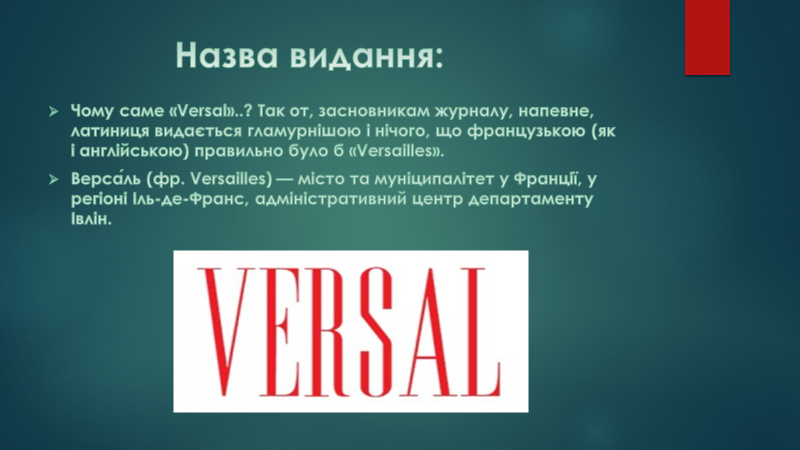 Назва видання:
Чому саме «Versal»..? Так от, засновникам журналу, напевне,
латиниця видається гламурнішою і нічого, що французькою (як
і англійською) правильно було б «Versailles».
Верса́ль (фр. Versailles) — місто та муніципалітет у Франції, у
регіоні Іль-де-Франс, адміністративний центр департаменту
Івлін.
VERSAL